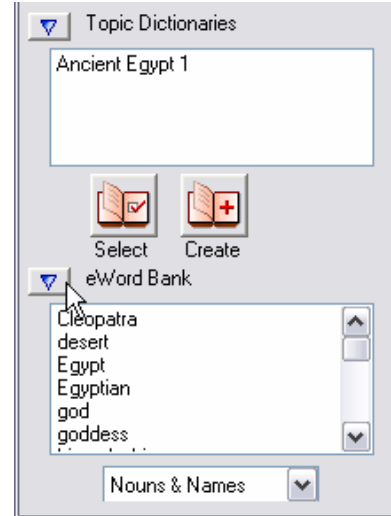 Topic Dictionaries
Ancient Egypt 1
Select Create
eWord Bank
Cleopatra
desert
Egypt
Egyptian
god
goddess
Nouns & Names